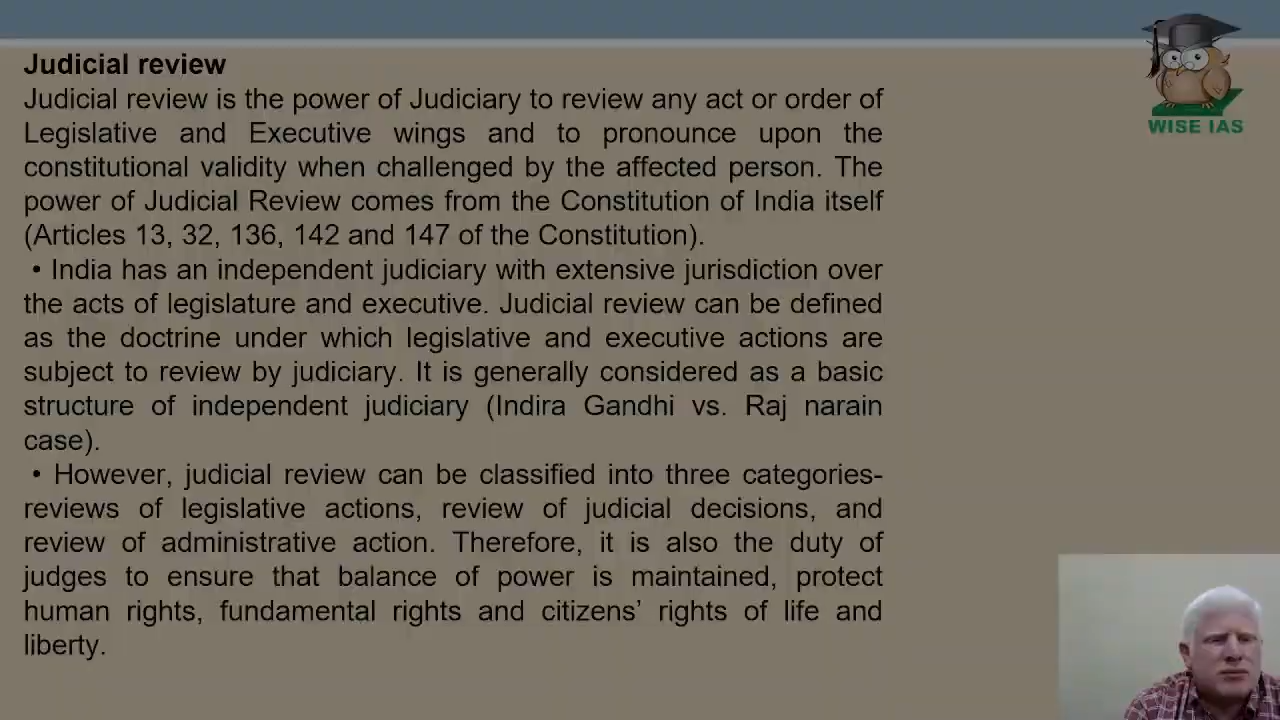 Judicial review
Judicial review is the power of Judiciary to review any act or order of
Legislative and Executive wings and to pronounce upon the
constitutional validity when challenged by the affected person. The
power of Judicial Review comes from the Constitution of India itself
(Articles 13, 32, 136, 142 and 147 of the Constitution).
• India has an independent judiciary with extensive jurisdiction over
the acts of legislature and executive. Judicial review can be defined
as the doctrine under which legislative and executive actions are
subject to review by judiciary. It is generally considered as a basic
structure of independent judiciary (Indira Gandhi vs. Raj narain
case).
• However, judicial review can be classified into three categories-
reviews of legislative actions, review of judicial decisions, and
review of administrative action. Therefore, it is also the duty of
judges to ensure that balance of power is maintained, protect
human rights, fundamental rights and citizens’ rights of life and
liberty.
WISE IAS